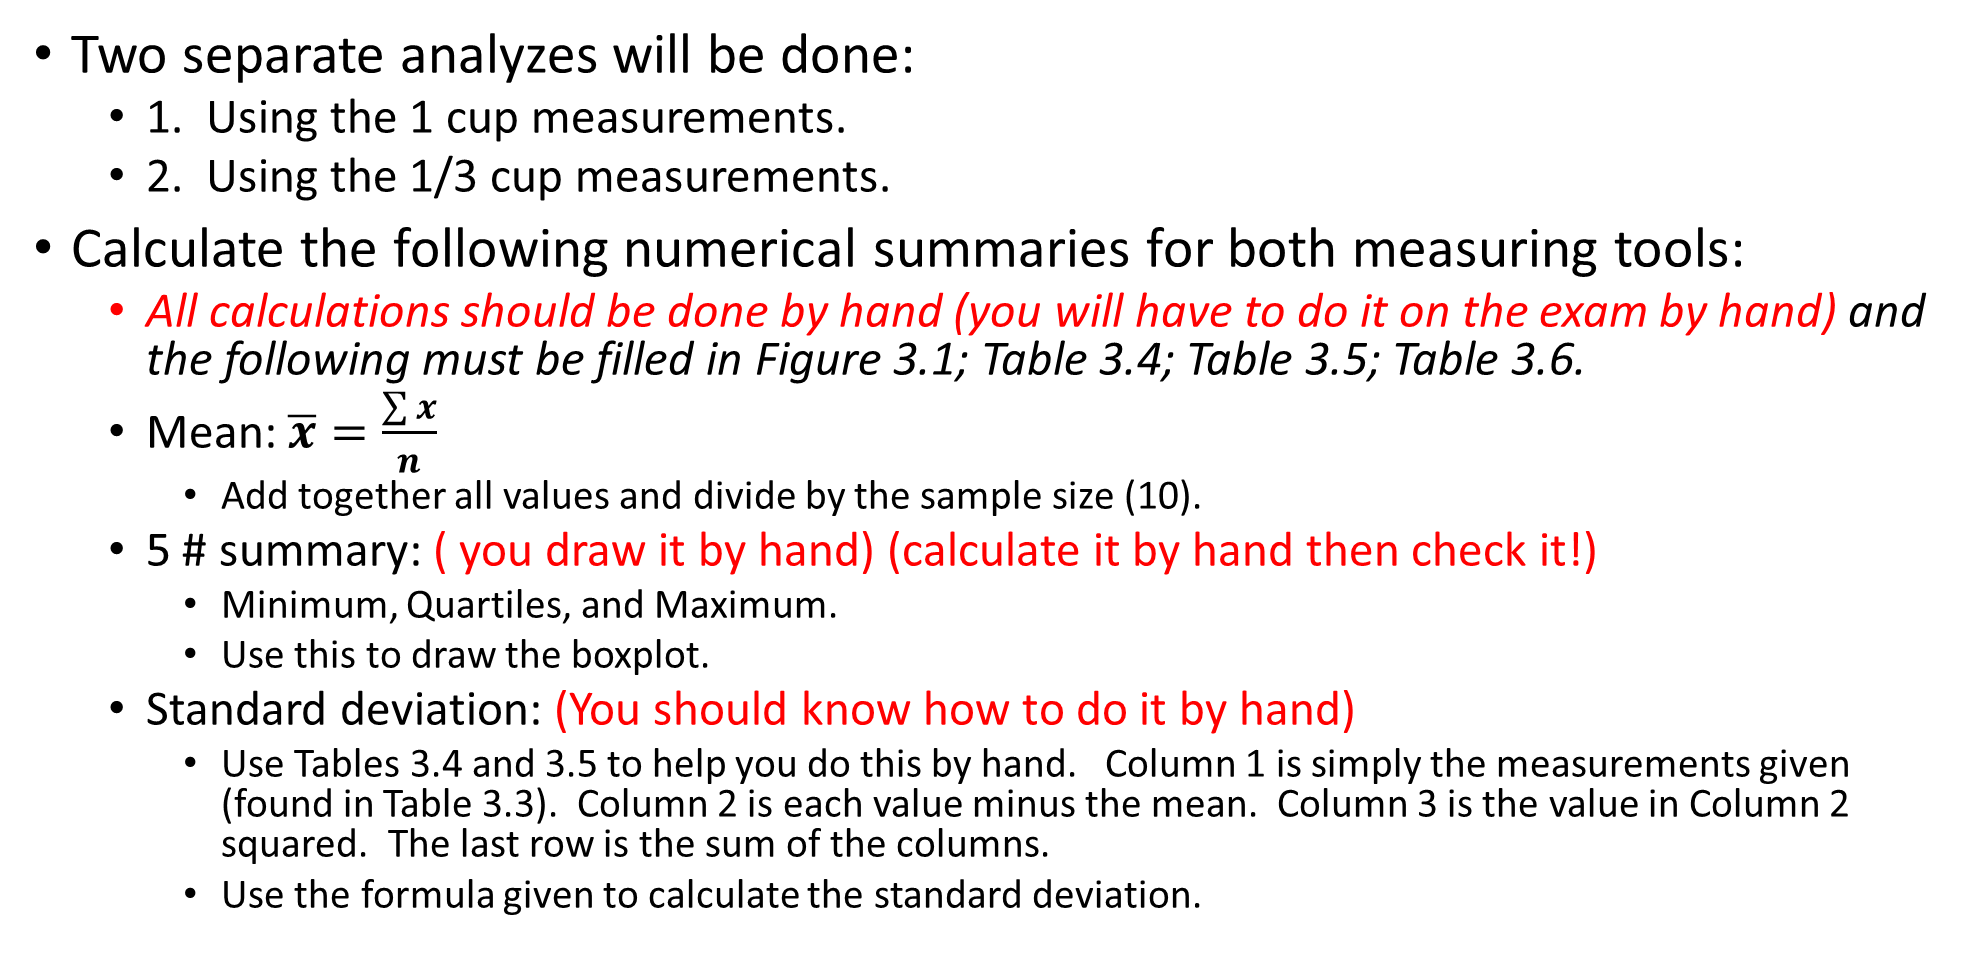 • Two separate analyzes will be done:
• 1.  Using the 1 cup measurements.
• 2.  Using the 1/3 cup measurements.
• Calculate the following numerical summaries for both measuring tools:
• All calculations should be done by hand (you will have to do it on the exam by hand) and
the following must be filled in Figure 3.1; Table 3.4; Table 3.5; Table 3.6.
• Mean: x̅ = ∑ x / n
• Add together all values and divide by the sample size (10).
• 5 # summary: ( you draw it by hand) (calculate it by hand then check it!)
• Minimum, Quartiles, and Maximum.
• Use this to draw the boxplot.
• Standard deviation: (You should know how to do it by hand)
• Use Tables 3.4 and 3.5 to help you do this by hand.   Column 1 is simply the measurements given
(found in Table 3.3).  Column 2 is each value minus the mean.  Column 3 is the value in Column 2
squared.  The last row is the sum of the columns.
• Use the formula given to calculate the standard deviation.